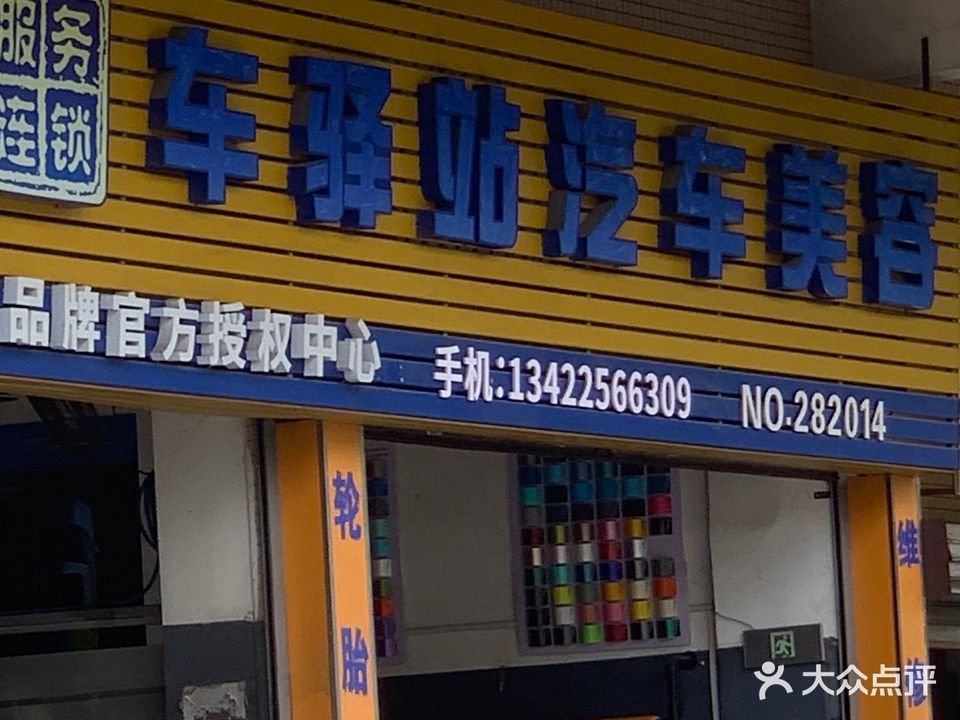 服务
连锁
车驿站汽车美容
品牌官方授权中心
手机:13422566309
NO.282014
轮胎
维修
大众点评